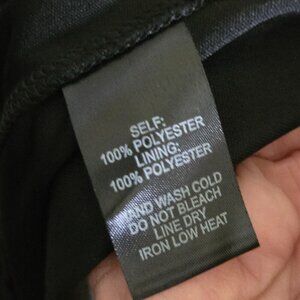 SELF:
100% POLYESTER
LINING:
100% POLYESTER
HAND WASH COLD
DO NOT BLEACH
LINE DRY
IRON LOW HEAT